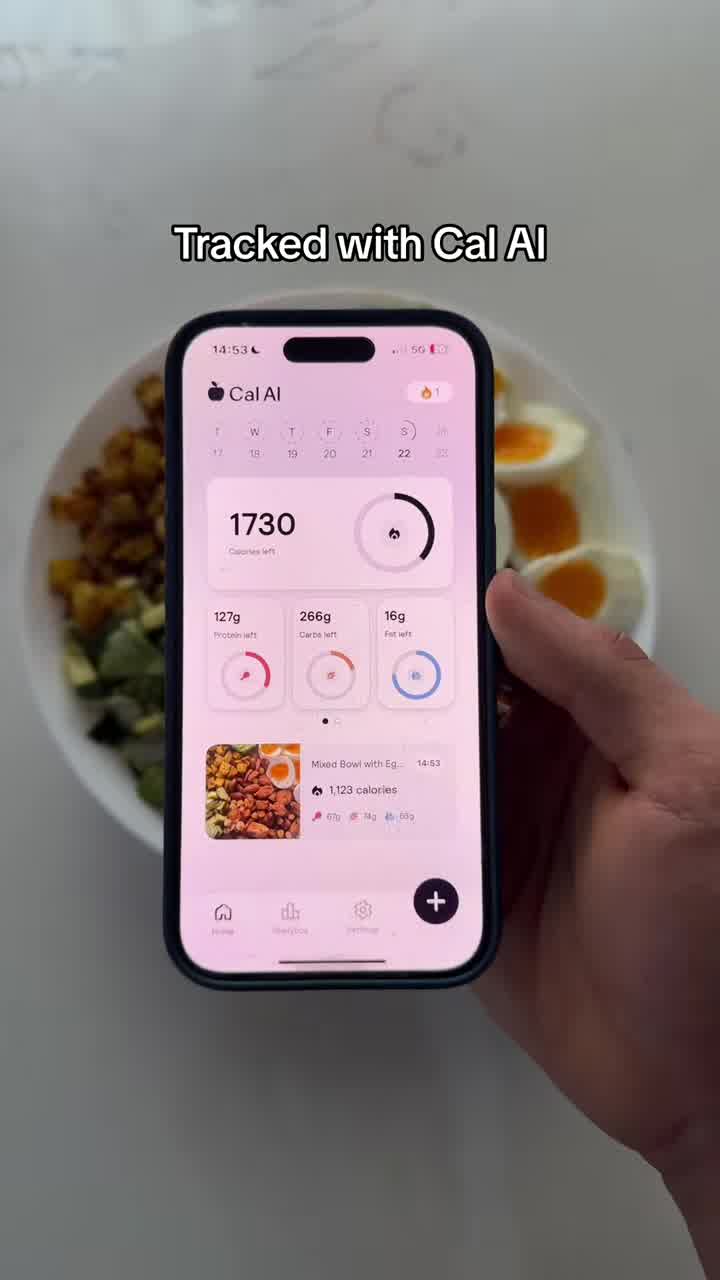 Tracked with Cal AI
14:53 5G
Cal AI 1
T W T F S S
17 18 19 20 21 22
1730
Calories left
127g 266g 16g
Protein left Carbs left Fat left
Mixed Bowl with Eg... 14:53
1,123 calories
67g 74g
Home Analytics Settings